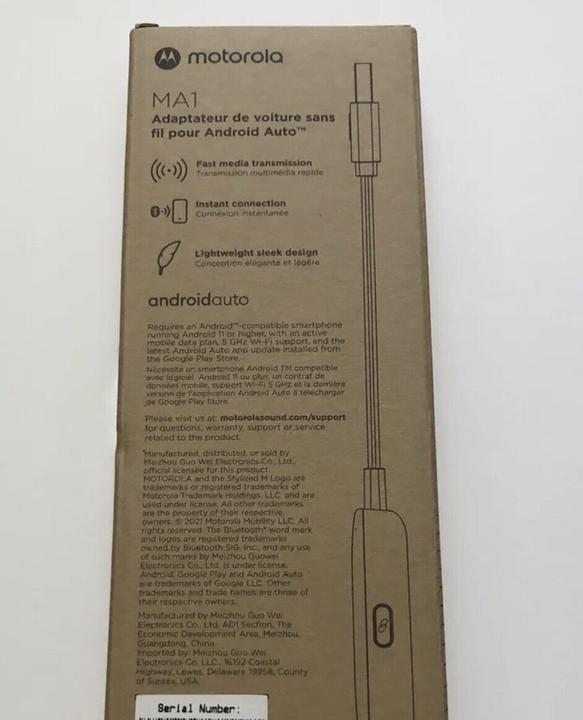 motorola
MA1
Adaptateur de voiture sans
fil pour Android Auto™
Fast media transmission
Transmission multimédia rapide
Instant connection
Connexion instantanée
Lightweight sleek design
Conception élégante et légère
androidauto
Requires an Android™-compatible smartphone
running Android 11 or higher, with an active
mobile data plan, 5 GHz Wi-Fi support, and the
latest Android Auto app update installed from
the Google Play Store.
Nécessite un smartphone Android TM compatible
avec logiciel Android 11 ou plus, un contrat de
données mobile, support Wi-Fi 5 GHz et la dernière
version de l'application Android Auto à télécharger
de Google Play Store.
Please visit us at: motorolasound.com/support
for questions, warranty, support or service
related to the product.
*Manufactured, distributed, or sold by
Meizhou Guo Wei Electronics Co., Ltd.,
official licensee for this product.
MOTOROLA and the Stylized M Logo are
trademarks or registered trademarks of
Motorola Trademark Holdings, LLC. and are
used under license. All other trademarks
are the property of their respective
owners. © 2021 Motorola Mobility LLC. All
rights reserved. The Bluetooth® word mark
and logos are registered trademarks
owned by Bluetooth SIG, Inc., and any use
of such marks by Meizhou Guowei
Electronics Co., Ltd. is under license.
Android, Google Play and Android Auto
are trademarks of Google LLC. Other
trademarks and trade names are those of
their respective owners.
Manufactured by Meizhou Guo Wei
Electronics Co., Ltd. AD1 Section, The
Economic Development Area, Meizhou,
Guangdong, China.
Imported by: Meizhou Guo Wei
Electronics Co. LLC., 16192 Coastal
Highway, Lewes, Delaware 19958, County
of Sussex, USA.
Serial Number: